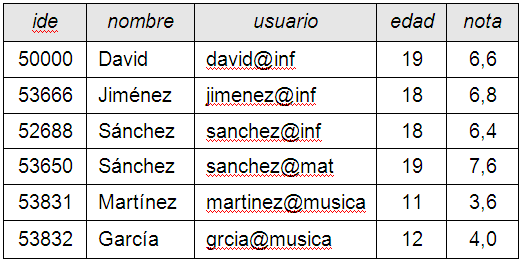 ide nombre usuario edad nota
50000 David david@inf 19 6,6
53666 Jiménez jimenez@inf 18 6,8
52688 Sánchez sanchez@inf 18 6,4
53650 Sánchez sanchez@mat 19 7,6
53831 Martínez martinez@musica 11 3,6
53832 García grcia@musica 12 4,0